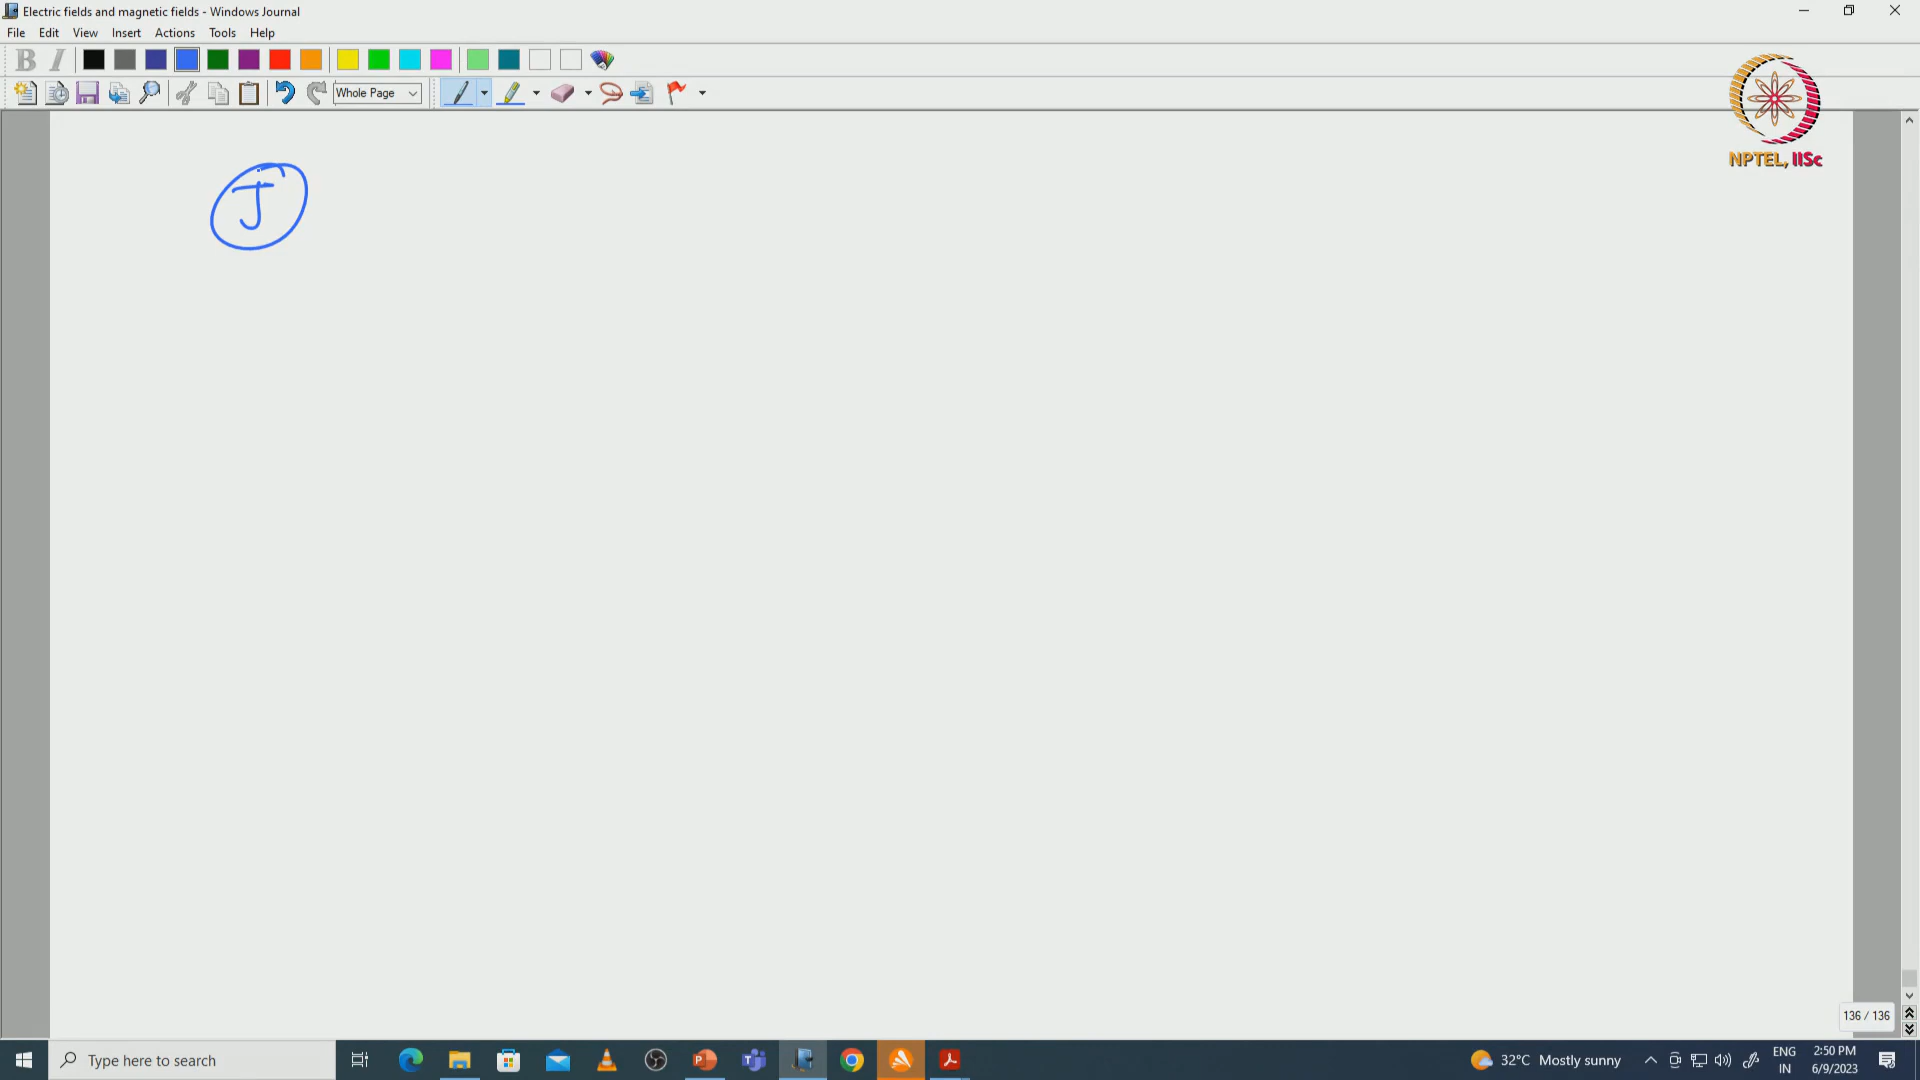 Electric fields and magnetic fields - Windows Journal
File Edit View Insert Actions Tools Help
B I
Whole Page
NPTEL, IISc
J
136 / 136
Type here to search
32°C Mostly sunny
ENG
IN
2:50 PM
6/9/2023